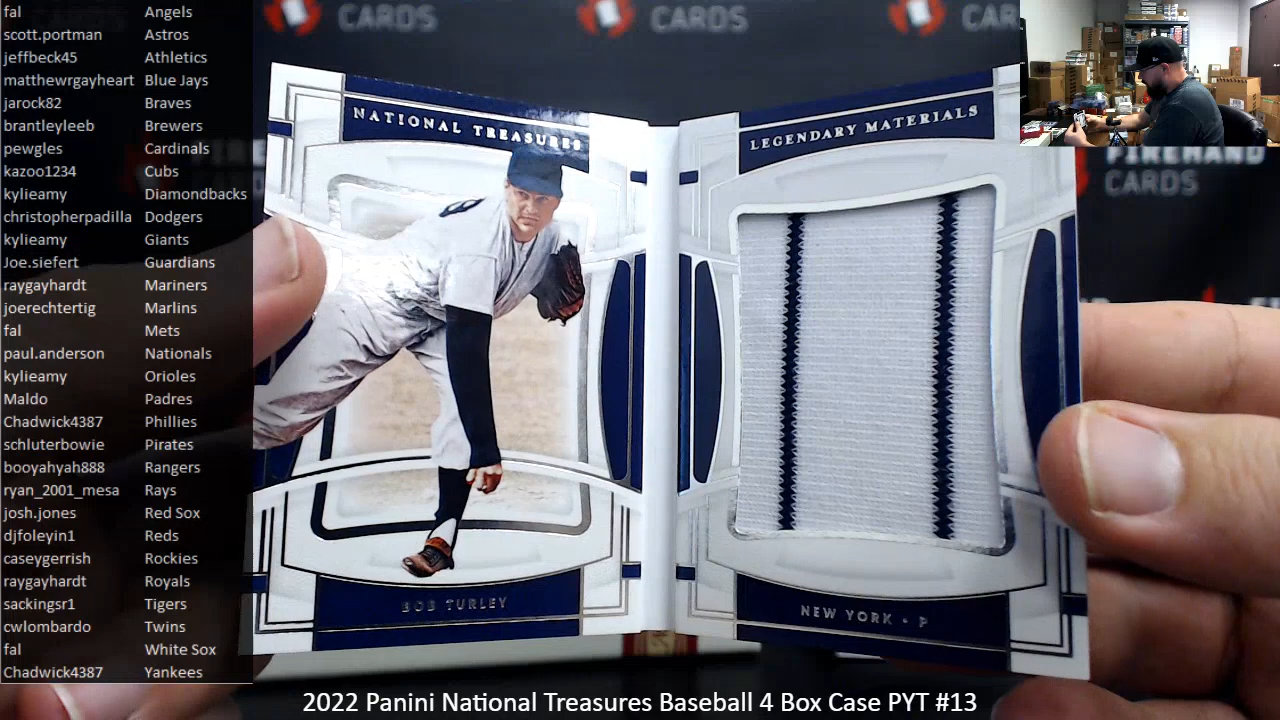 fal Angels
scott.portman Astros
jeffbeck45 Athletics
matthewrgayheart Blue Jays
jarock82 Braves
brantleyleeb Brewers
pewgles Cardinals
kazoo1234 Cubs
kylieamy Diamondbacks
christopherpadilla Dodgers
kylieamy Giants
Joe.siefert Guardians
raygayhardt Mariners
joerechtertig Marlins
fal Mets
paul.anderson Nationals
kylieamy Orioles
Maldo Padres
Chadwick4387 Phillies
schluterbowie Pirates
booyahyah888 Rangers
ryan_2001_mesa Rays
josh.jones Red Sox
djfoleyin1 Reds
caseygerrish Rockies
raygayhardt Royals
sackingsr1 Tigers
cwlombardo Twins
fal White Sox
Chadwick4387 Yankees
CARDS
CARDS
CAR
FIREHAND
CARDS
NATIONAL TREASURES
BOB TURLEY
LEGENDARY MATERIALS
NEW YORK • P
2022 Panini National Treasures Baseball 4 Box Case PYT #13